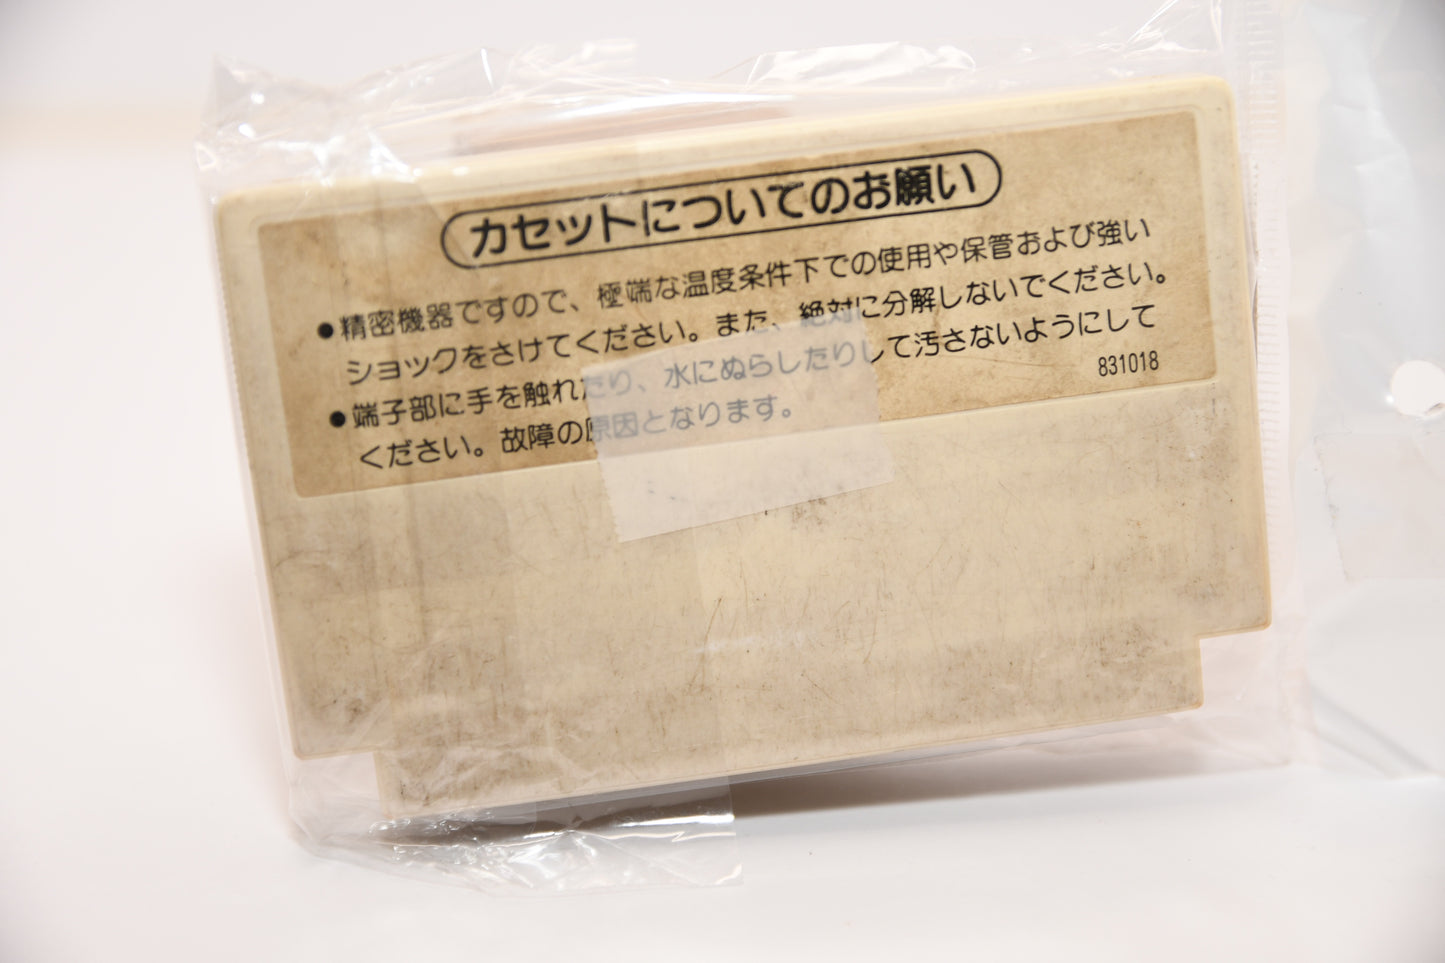 カセットについてのお願い
●精密機器ですので、極端な温度条件下での使用や保管および強い
ショックをさけてください。また、絶対に分解しないでください。
●端子部に手を触れたり、水にぬらしたりして汚さないようにして
ください。故障の原因となります。
831018